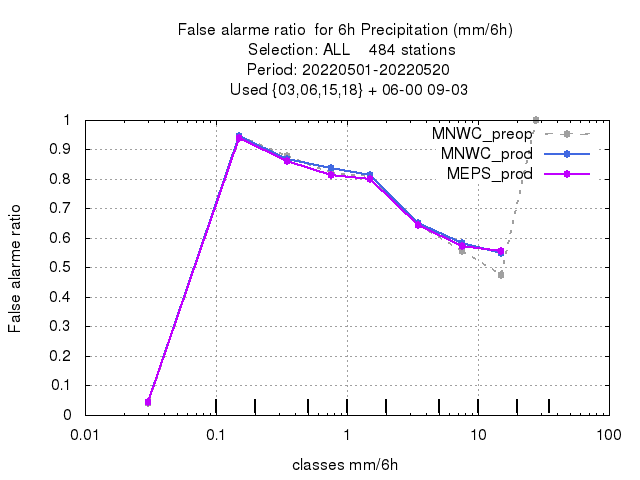 False alarme ratio  for 6h Precipitation (mm/6h)
Selection: ALL    484 stations
Period: 20220501-20220520
Used {03,06,15,18} + 06-00 09-03
MNWC_preop
MNWC_prod
MEPS_prod
False alarme ratio
1
0.9
0.8
0.7
0.6
0.5
0.4
0.3
0.2
0.1
0
0.01 0.1 1 10 100
classes mm/6h